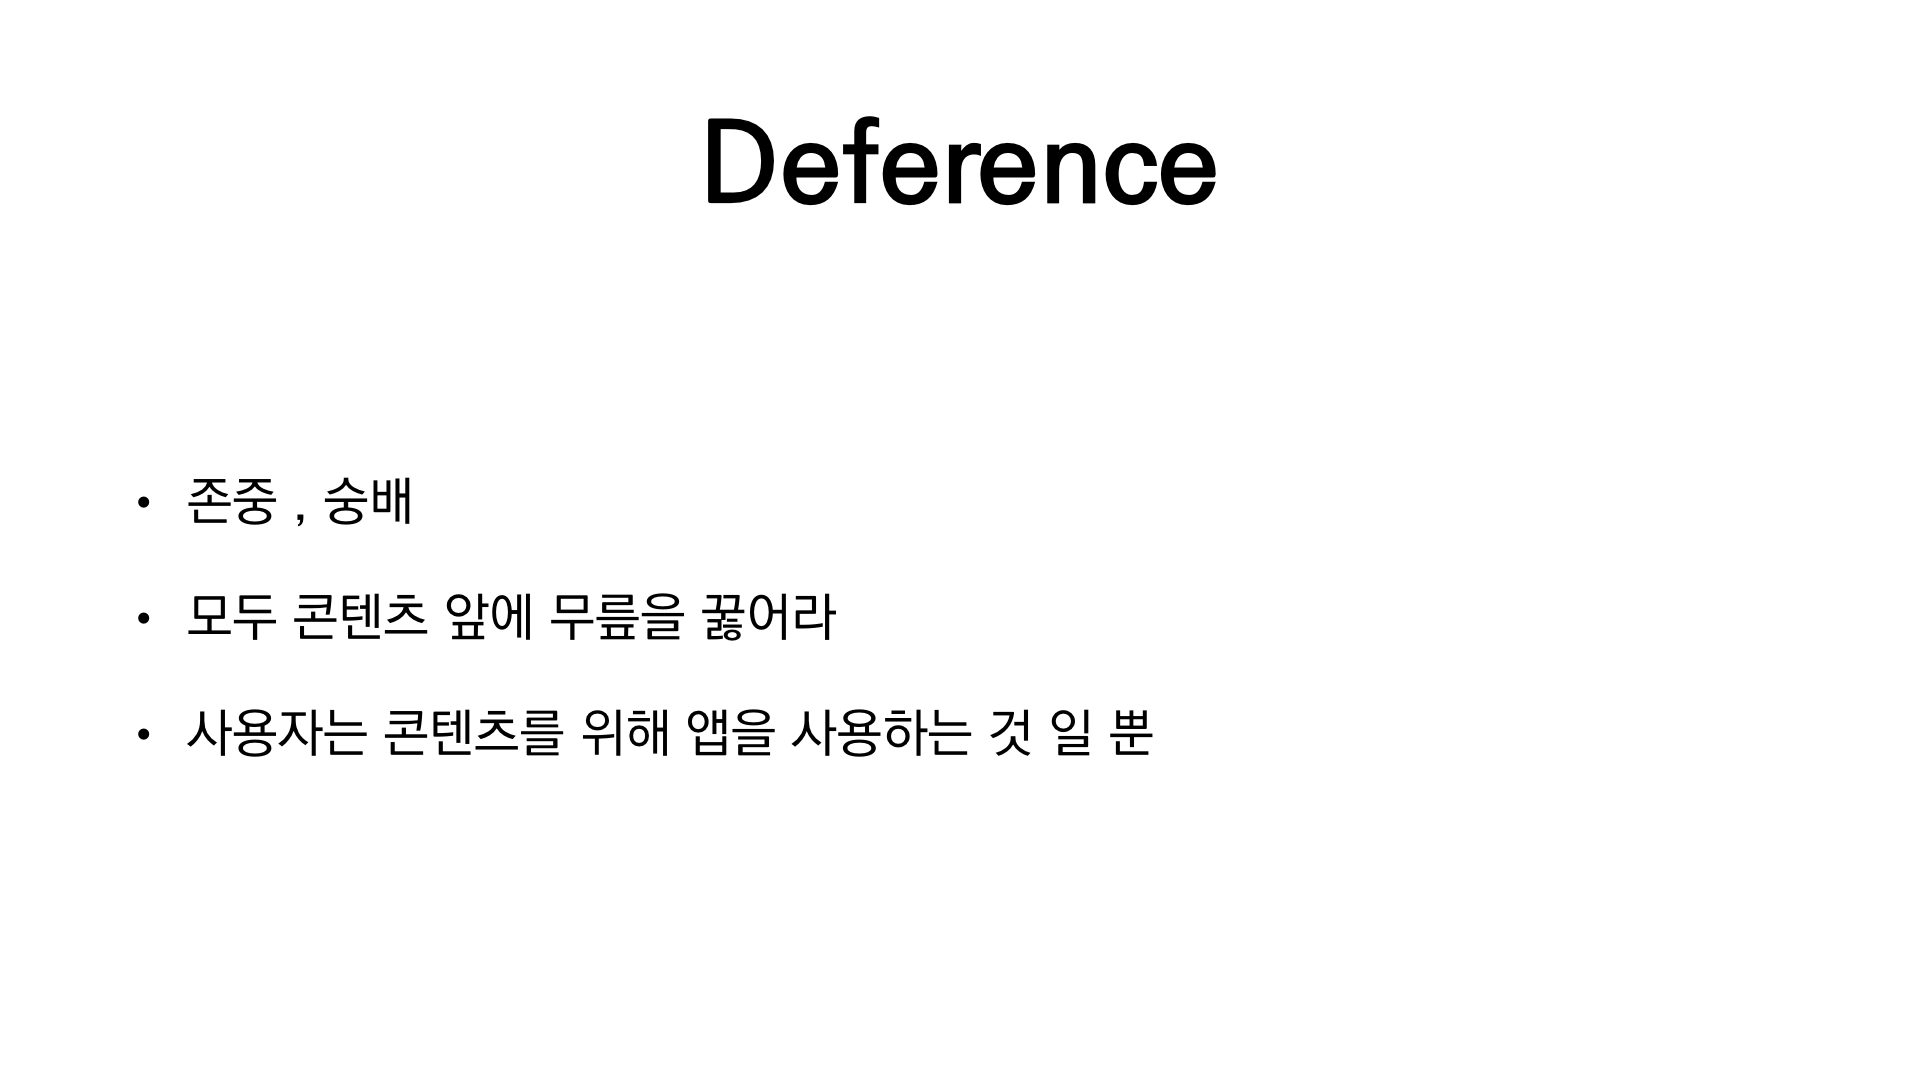 Deference
• 존중 , 숭배
• 모두 콘텐츠 앞에 무릎을 꿇어라
• 사용자는 콘텐츠를 위해 앱을 사용하는 것 일 뿐